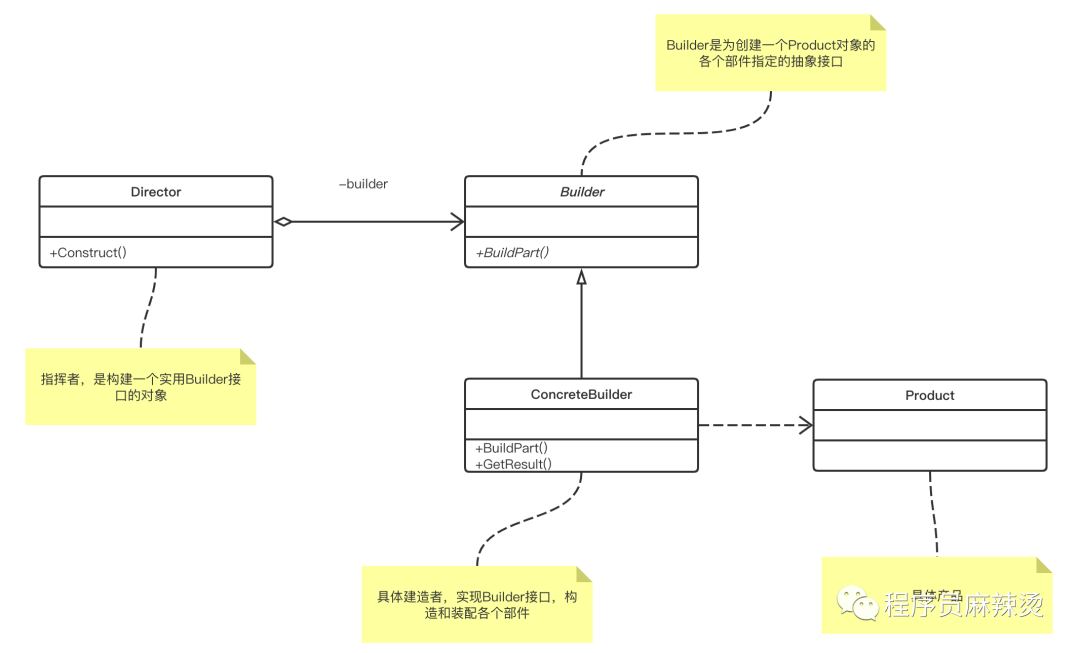 Builder是为创建一个Product对象的
各个部件指定的抽象接口
Director
–builder
Builder
+Construct()
+BuildPart()
指挥者，是构建一个实用Builder接
口的对象
ConcreteBuilder
Product
+BuildPart()
+GetResult()
具体建造者，实现Builder接口，构
造和装配各个部件
具体产品
程序员麻辣烫